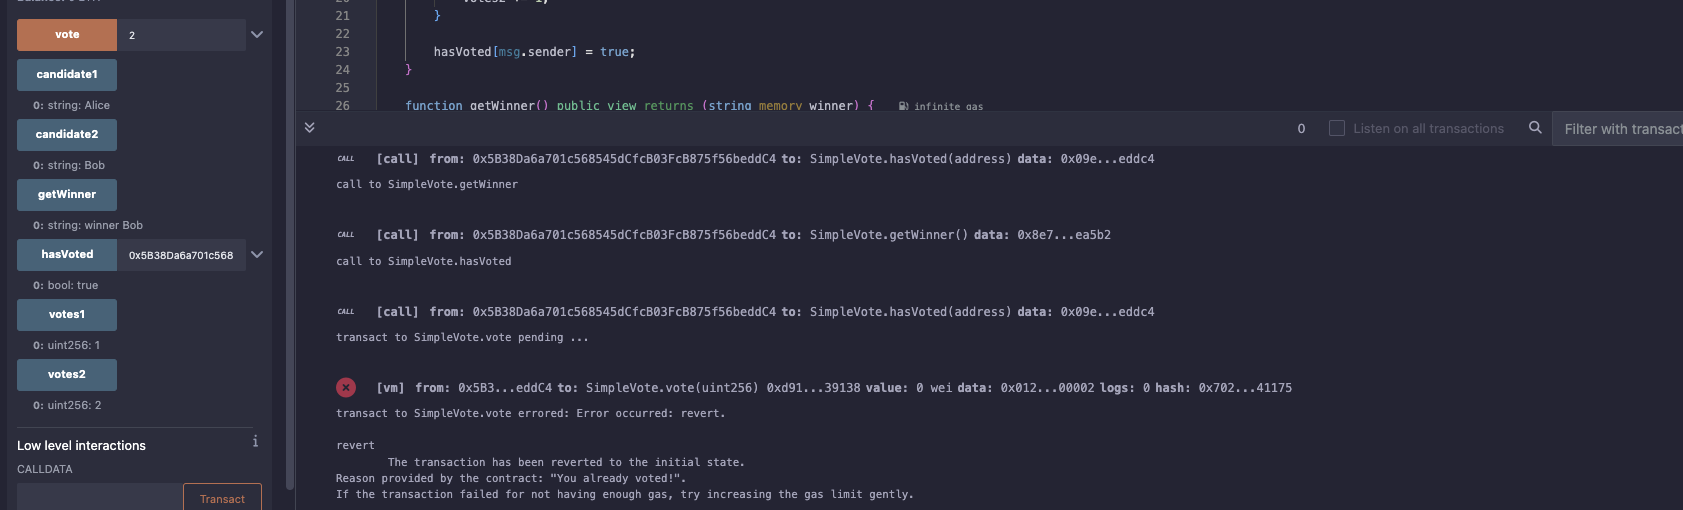 vote 2
candidate1
0: string: Alice
candidate2
0: string: Bob
getWinner
0: string: winner Bob
hasVoted 0x5B38Da6a701c568
0: bool: true
votes1
0: uint256: 1
votes2
0: uint256: 2
Low level interactions i
CALLDATA
Transact
21 }
22
23 hasVoted[msg.sender] = true;
24 }
25
26 function getWinner() public view returns (string memory winner) { infinite gas
0 Listen on all transactions Filter with transact
CALL [call] from: 0x5B38Da6a701c568545dCfcB03FcB875f56beddC4 to: SimpleVote.hasVoted(address) data: 0x09e...eddc4
call to SimpleVote.getWinner
CALL [call] from: 0x5B38Da6a701c568545dCfcB03FcB875f56beddC4 to: SimpleVote.getWinner() data: 0x8e7...ea5b2
call to SimpleVote.hasVoted
CALL [call] from: 0x5B38Da6a701c568545dCfcB03FcB875f56beddC4 to: SimpleVote.hasVoted(address) data: 0x09e...eddc4
transact to SimpleVote.vote pending ...
[vm] from: 0x5B3...eddC4 to: SimpleVote.vote(uint256) 0xd91...39138 value: 0 wei data: 0x012...00002 logs: 0 hash: 0x702...41175
transact to SimpleVote.vote errored: Error occurred: revert.
revert
The transaction has been reverted to the initial state.
Reason provided by the contract: "You already voted!".
If the transaction failed for not having enough gas, try increasing the gas limit gently.